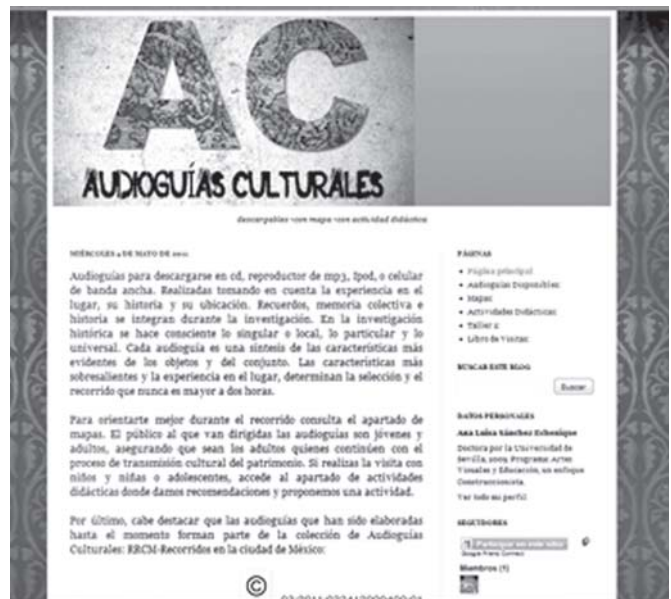 AC
AUDIOGUÍAS CULTURALES
descargables +con mapa +con actividad didáctica
MIÉRCOLES 4 DE MAYO DE 2011
Audioguías para descargarse en cd, reproductor de mp3, Ipod, o celular
de banda ancha. Realizadas tomando en cuenta la experiencia en el
lugar, su historia y su ubicación. Recuerdos, memoria colectiva e
historia se integran durante la investigación. En la investigación
histórica se hace consciente lo singular o local, lo particular y lo
universal. Cada audioguía es una síntesis de las características más
evidentes de los objetos y del conjunto. Las características más
sobresalientes y la experiencia en el lugar, determinan la selección y el
recorrido que nunca es mayor a dos horas.
Para orientarte mejor durante el recorrido consulta el apartado de
mapas. El público al que van dirigidas las audioguías son jóvenes y
adultos, asegurando que sean los adultos quienes continúen con el
proceso de transmisión cultural del patrimonio. Si realizas la visita con
niños y niñas o adolescentes, accede al apartado de actividades
didácticas donde damos recomendaciones y proponemos una actividad.
Por último, cabe destacar que las audioguías que han sido elaboradas
hasta el momento forman parte de la colección de Audioguías
Culturales: RRCM-Recorridos en la ciudad de México:
©
PÁGINAS
Página principal
Audioguías Disponibles:
Mapas:
Actividades Didácticas:
Taller 1:
Libro de Visitas:
BUSCAR ESTE BLOG
Buscar
DATOS PERSONALES
Ana Luisa Sánchez Echenique
Doctora por la Universidad de
Sevilla, 2009. Programa: Artes
Visuales y Educación, un enfoque
Construccionista.
Ver todo mi perfil
SEGUIDORES
Participar en este sitio
Google Friend Connect
Miembros (1)